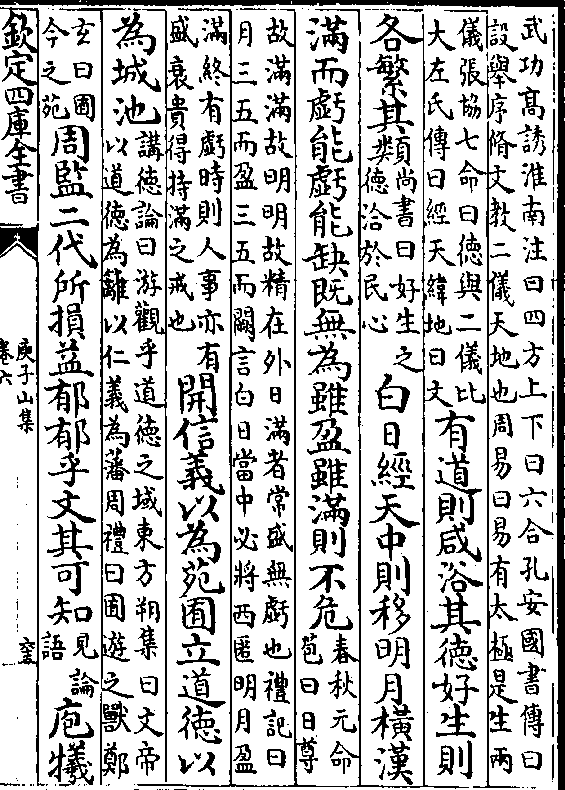 武功髙誘淮南注曰四方上下曰六合孔安國書傳曰
設舉序脩文教二儀天地也周易曰易有太極是生兩
儀張協七命曰德與二儀比
大左氏傳曰經天緯地曰文
有道則咸浴其德好生則
各繁其類
尚書曰好生之
德洽於民心
白日經天中則移明月橫漢
滿而虧能虧能缺既無為雖盈雖滿則不危
春秋元命
苞曰日尊
故滿滿故明明故精在外日滿者常盛無虧也禮記曰
月三五而盈三五而闕言白日當中必將西匿明月盈
滿終有虧時則人事亦有
盛衰貴得持滿之戒也
開信義以為苑囿立道德以
為城池
講德論曰游觀乎道德之域東方朔集曰文帝
以道德為籬以仁義為藩周禮曰囿遊之獸鄭
𤣥曰囿
今之苑
周監二代所損益郁郁乎文其可知
見論
語
庖犧
欽定四庫全書
庾子山集
卷六